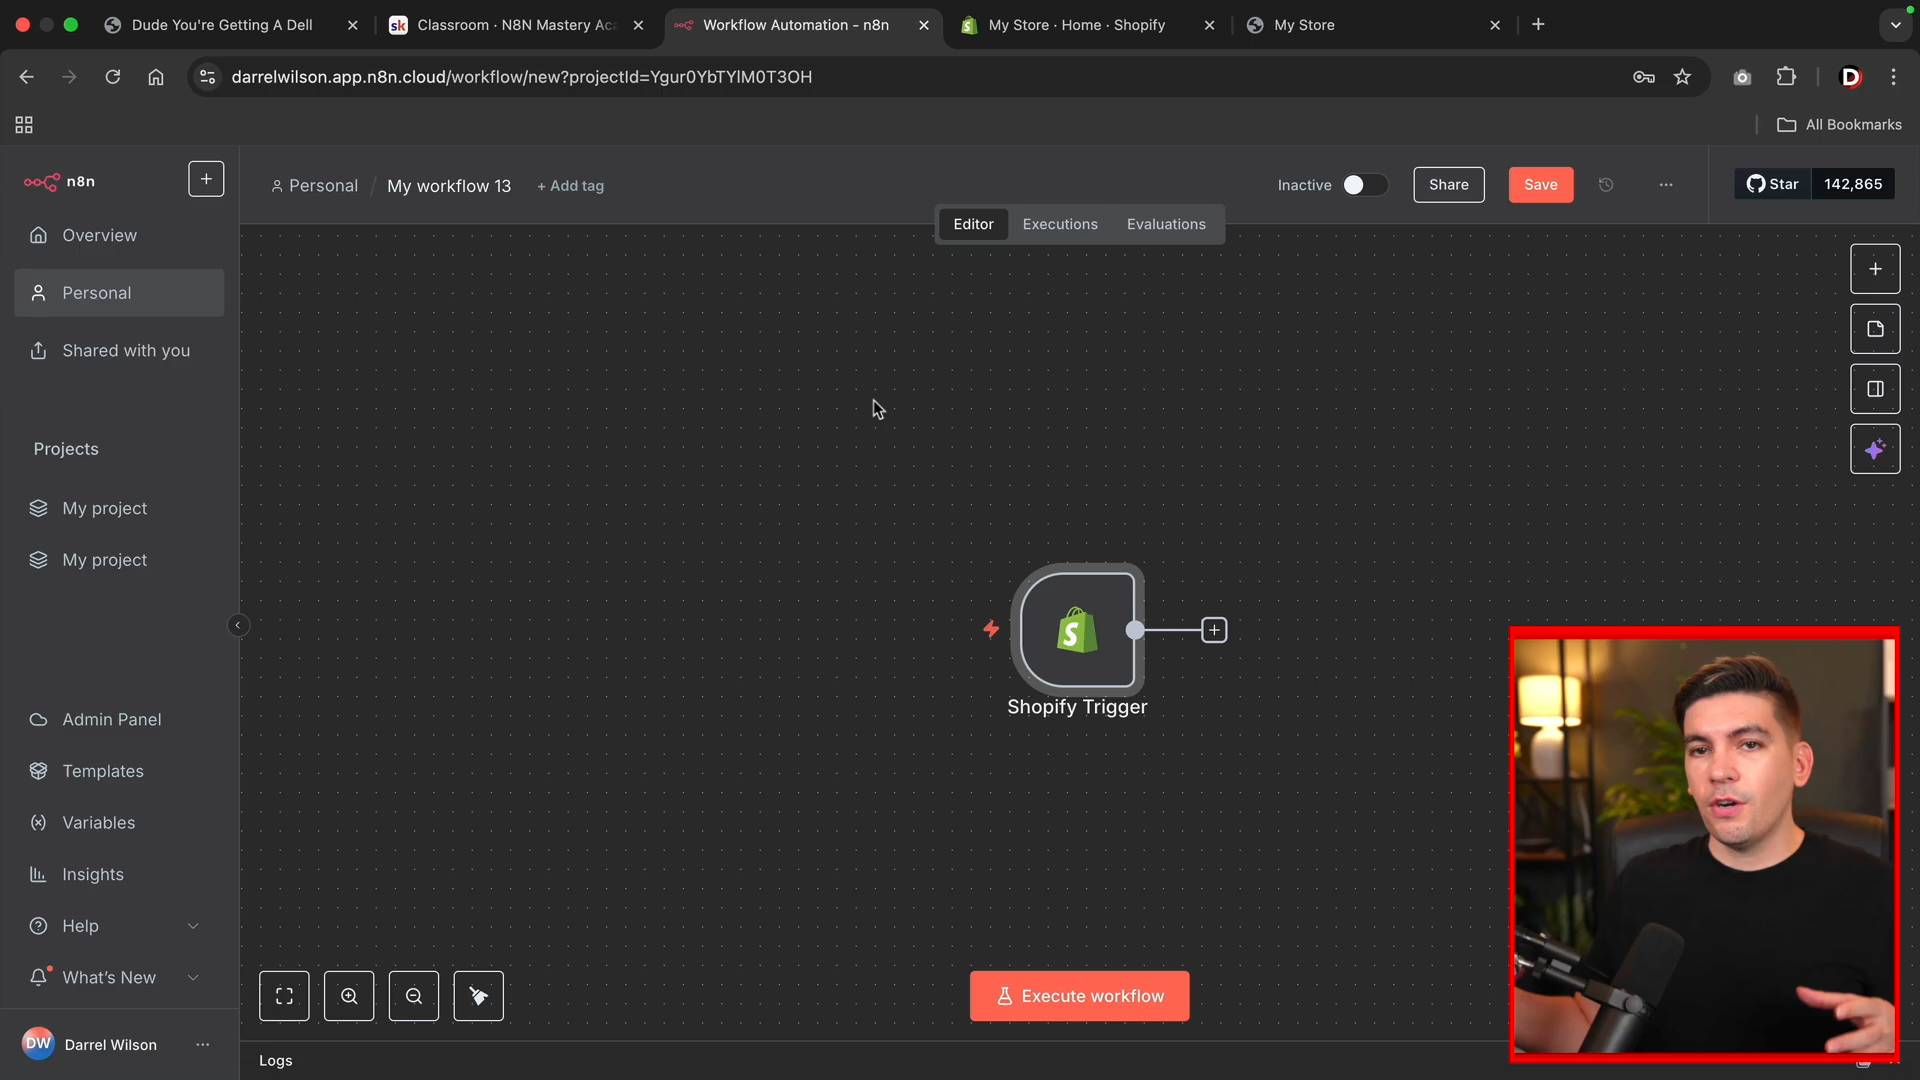 Dude You're Getting A Dell
sk Classroom · N8N Mastery Aca
Workflow Automation - n8n
My Store · Home · Shopify
My Store
darrelwilson.app.n8n.cloud/workflow/new?projectId=Ygur0YbTYlM0T3OH
D
All Bookmarks
n8n
Personal / My workflow 13 + Add tag
Inactive
Share
Save
Star 142,865
Editor Executions Evaluations
Overview
Personal
Shared with you
Projects
My project
My project
Shopify Trigger
Admin Panel
Templates
Variables
Insights
Help
What's New
Execute workflow
DW Darrel Wilson
Logs